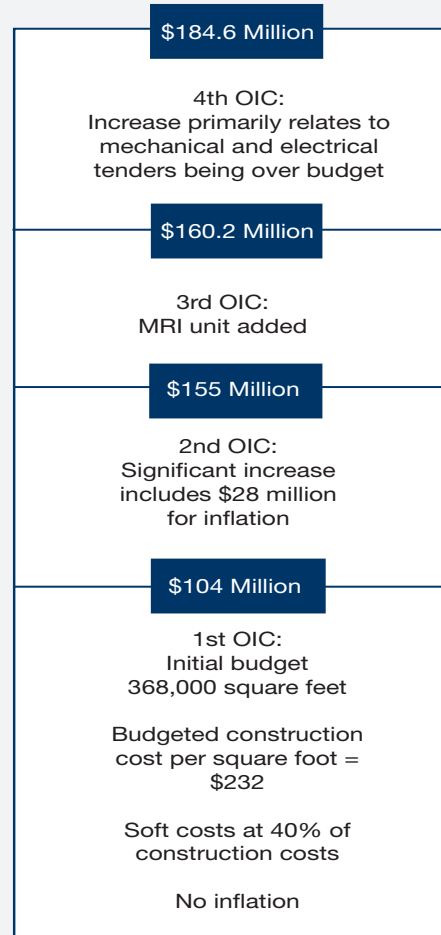 $184.6 Million
4th OIC:
Increase primarily relates to
mechanical and electrical
tenders being over budget
$160.2 Million
3rd OIC:
MRI unit added
$155 Million
2nd OIC:
Significant increase
includes $28 million
for inflation
$104 Million
1st OIC:
Initial budget
368,000 square feet
Budgeted construction
cost per square foot =
$232
Soft costs at 40% of
construction costs
No inflation